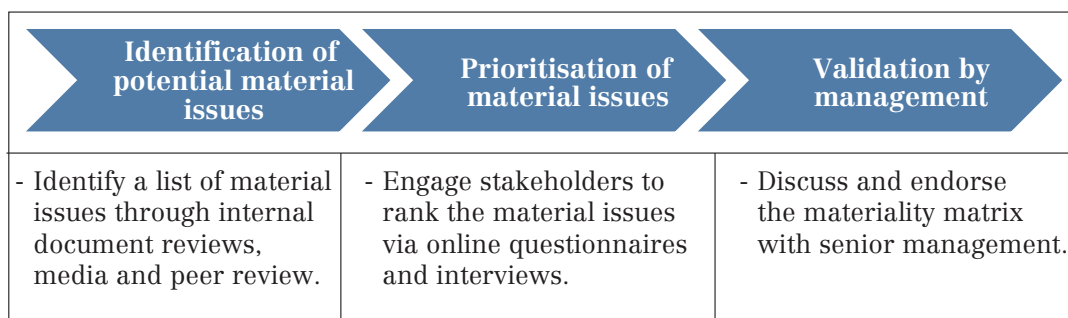 Identification of
potential material
issues
Prioritisation of
material issues
Validation by
management
- Identify a list of material
issues through internal
document reviews,
media and peer review.
- Engage stakeholders to
rank the material issues
via online questionnaires
and interviews.
- Discuss and endorse
the materiality matrix
with senior management.